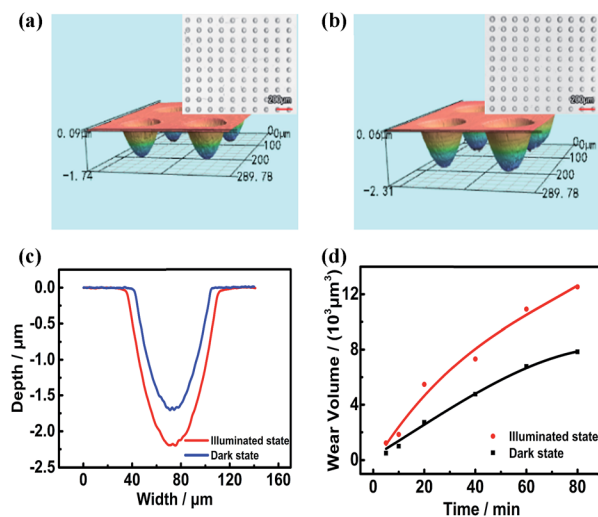 (a)
200μm
0.09μm
0μm
100
200
-1.74
289.78
(b)
200μm
0.06μm
0μm
100
200
-2.31
289.78
(c)
0.0
-0.5
-1.0
-1.5
-2.0
-2.5
Depth / μm
0 40 80 120 160
Width / μm
Illuminated state
Dark state
(d)
12
8
4
0
Wear Volume / (10³μm³)
0 20 40 60 80
Time / min
Illuminated state
Dark state